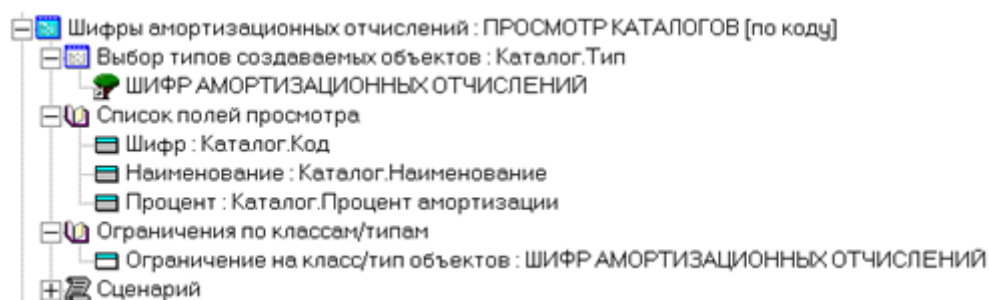 Шифры амортизационных отчислений : ПРОСМОТР КАТАЛОГОВ [по коду]
Выбор типов создаваемых объектов : Каталог.Тип
ШИФР АМОРТИЗАЦИОННЫХ ОТЧИСЛЕНИЙ
Список полей просмотра
Шифр : Каталог.Код
Наименование : Каталог.Наименование
Процент : Каталог.Процент амортизации
Ограничения по классам/типам
Ограничение на класс/тип объектов : ШИФР АМОРТИЗАЦИОННЫХ ОТЧИСЛЕНИЙ
Сценарий